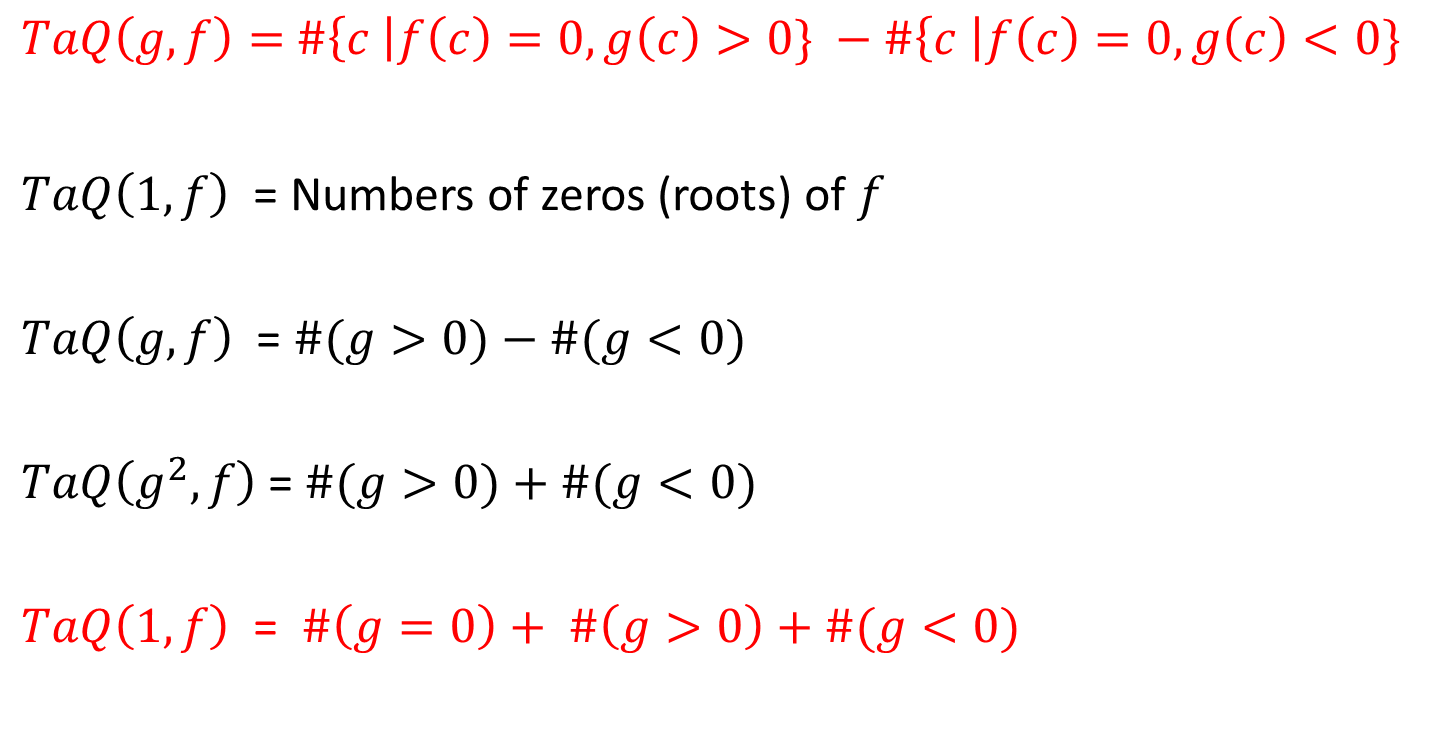 TaQ(g, f) = #{c |f(c) = 0, g(c) > 0} − #{c |f(c) = 0, g(c) < 0}
TaQ(1, f) = Numbers of zeros (roots) of f
TaQ(g, f) = #(g > 0) − #(g < 0)
TaQ(g², f) = #(g > 0) + #(g < 0)
TaQ(1, f) = #(g = 0) + #(g > 0) + #(g < 0)